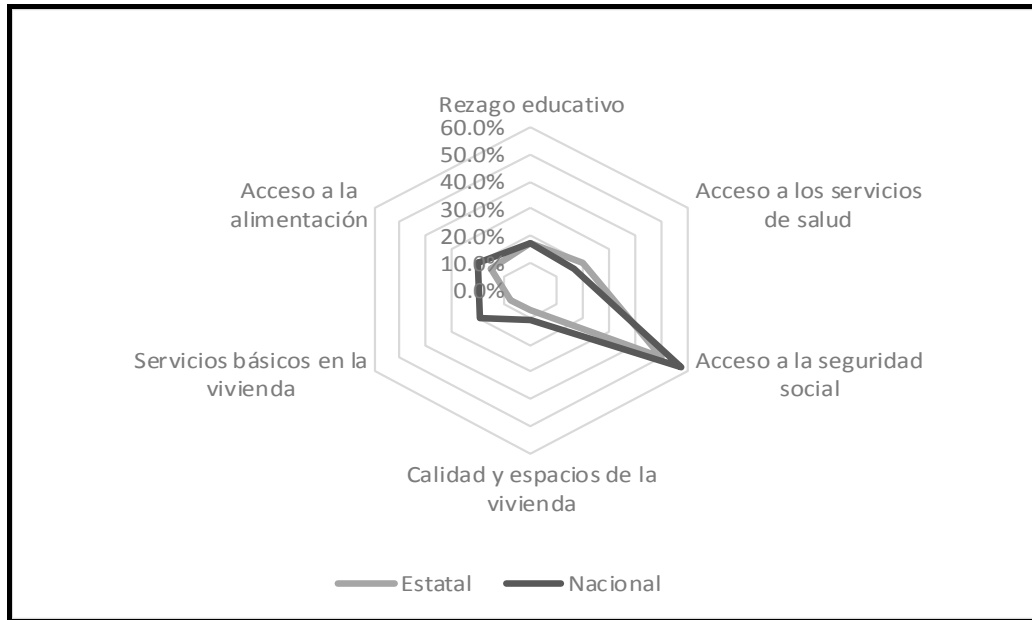 Rezago educativo
60.0%
50.0%
40.0%
30.0%
20.0%
10.0%
0.0%
Acceso a los servicios
de salud
Acceso a la seguridad
social
Calidad y espacios de la
vivienda
Servicios básicos en la
vivienda
Acceso a la
alimentación
Estatal
Nacional